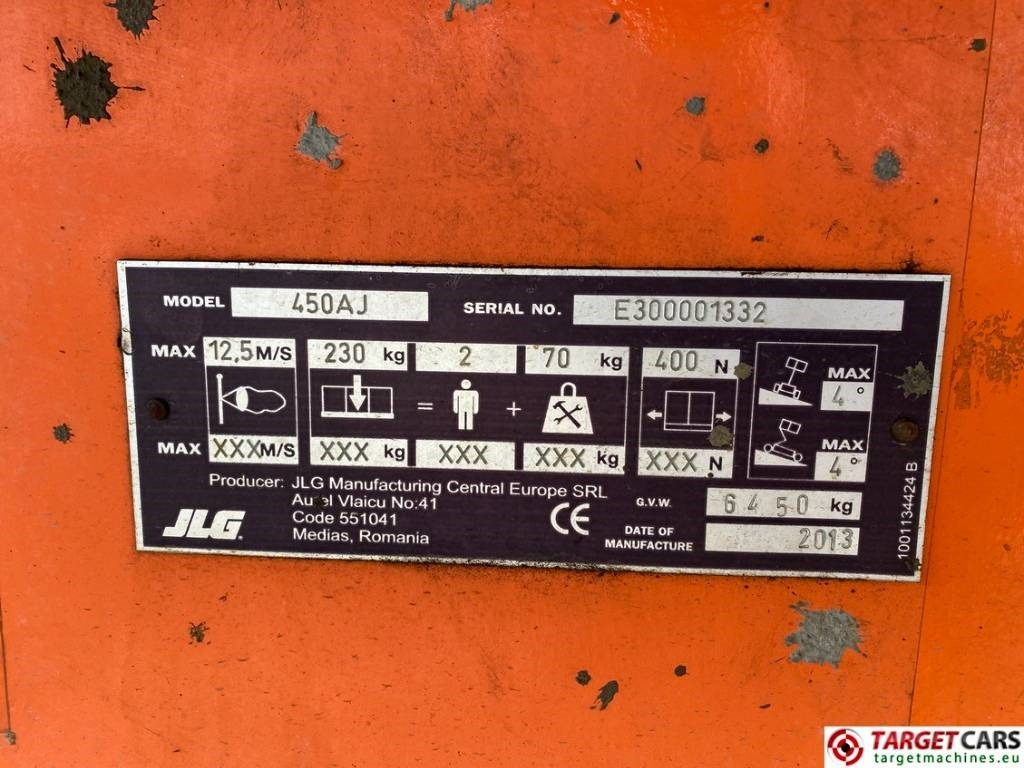 MODEL 450AJ SERIAL NO. E300001332
MAX 12,5 M/S 230 kg 2 70 kg 400 N
= +
MAX 4°
MAX 4°
MAX XXX M/S XXX kg XXX XXX kg XXX N
Producer: JLG Manufacturing Central Europe SRL
Aurel Vlaicu No:41
Code 551041
Medias, Romania
JLG
CE
G.V.W. 6450 kg
DATE OF
MANUFACTURE 2013
1001134424 B
TARGETCARS
targetmachines.eu